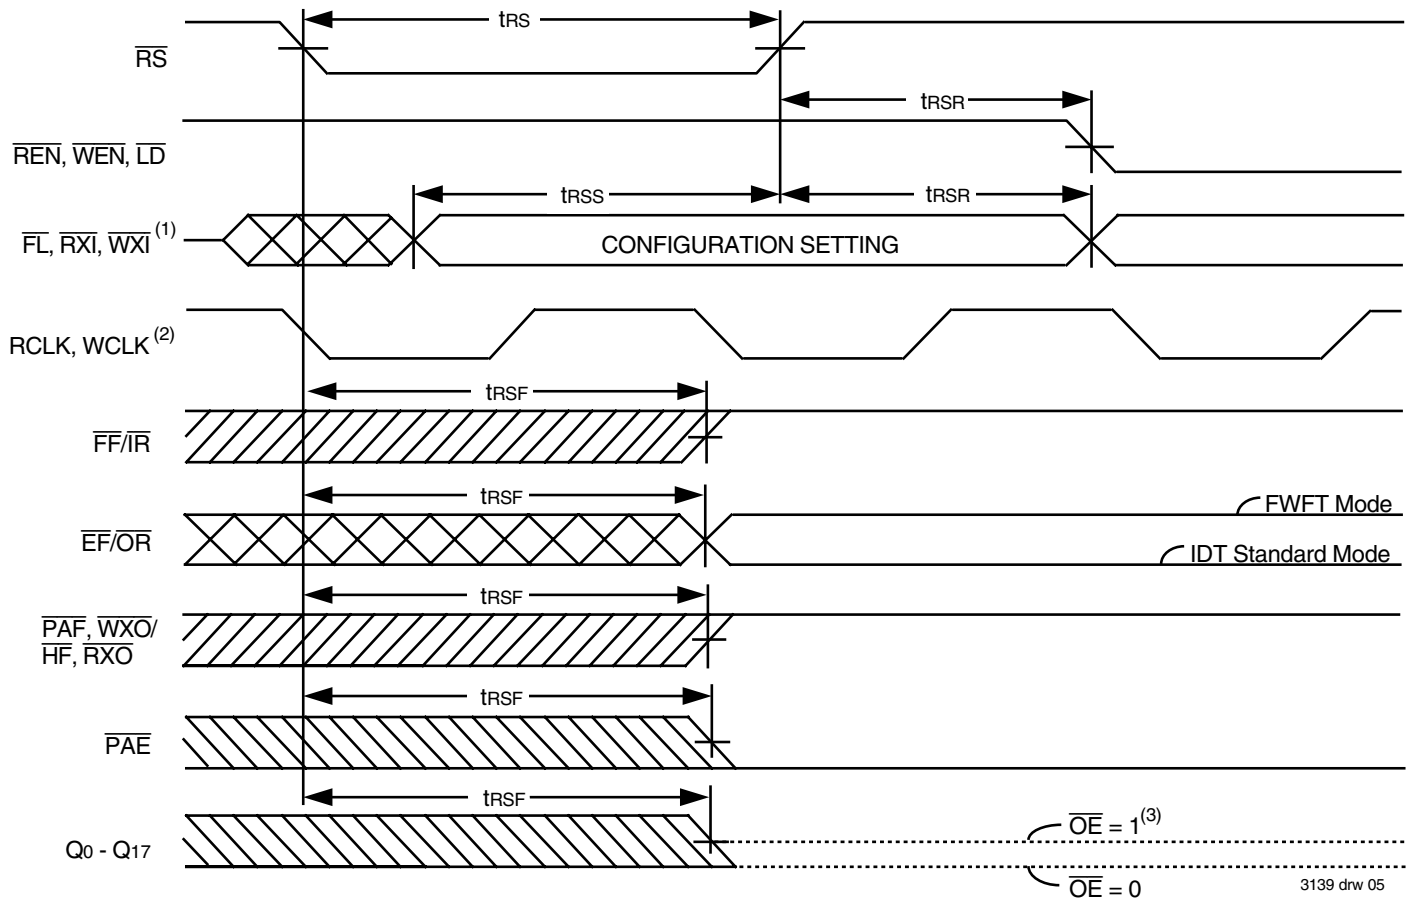 tRS
RS
tRSR
REN, WEN, LD
tRSS
tRSR
FL, RXI, WXI (1)
CONFIGURATION SETTING
RCLK, WCLK (2)
tRSF
FF/IR
tRSF
FWFT Mode
EF/OR
IDT Standard Mode
tRSF
PAF, WXO/
HF, RXO
tRSF
PAE
tRSF
OE = 1(3)
Q0 - Q17
OE = 0
3139 drw 05